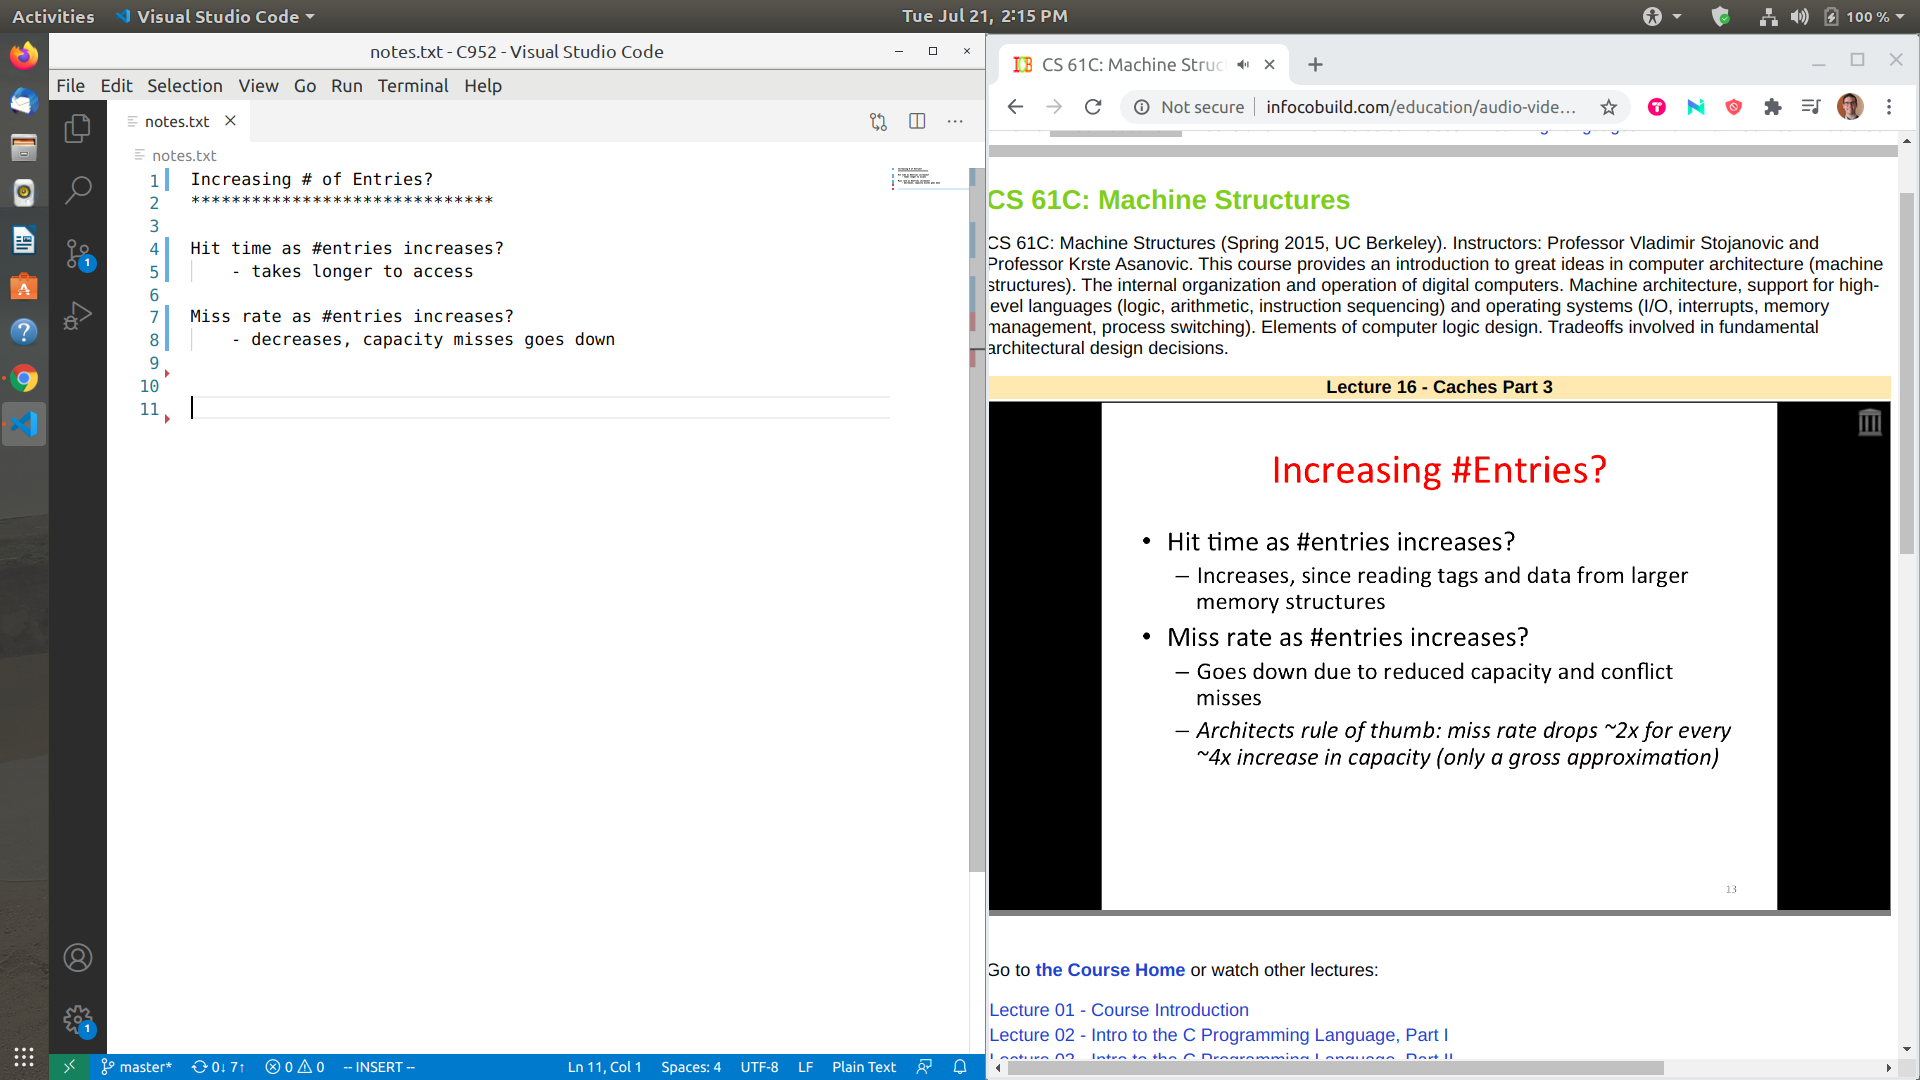 Activities
Visual Studio Code
Tue Jul 21, 2:15 PM
100 %
notes.txt - C952 - Visual Studio Code
File Edit Selection View Go Run Terminal Help
notes.txt
notes.txt
1 Increasing # of Entries?
2 ******************************
3
4 Hit time as #entries increases?
5 - takes longer to access
6
7 Miss rate as #entries increases?
8 - decreases, capacity misses goes down
9
10
11
1
1
master* 0↓ 7↑ 0 0 -- INSERT -- Ln 11, Col 1 Spaces: 4 UTF-8 LF Plain Text
CS 61C: Machine Struc
Not secure infocobuild.com/education/audio-vide...
CS 61C: Machine Structures
CS 61C: Machine Structures (Spring 2015, UC Berkeley). Instructors: Professor Vladimir Stojanovic and
Professor Krste Asanovic. This course provides an introduction to great ideas in computer architecture (machine
structures). The internal organization and operation of digital computers. Machine architecture, support for high-
level languages (logic, arithmetic, instruction sequencing) and operating systems (I/O, interrupts, memory
management, process switching). Elements of computer logic design. Tradeoffs involved in fundamental
architectural design decisions.
Lecture 16 - Caches Part 3
Increasing #Entries?
• Hit time as #entries increases?
– Increases, since reading tags and data from larger
memory structures
• Miss rate as #entries increases?
– Goes down due to reduced capacity and conflict
misses
– Architects rule of thumb: miss rate drops ~2x for every
~4x increase in capacity (only a gross approximation)
13
Go to the Course Home or watch other lectures:
Lecture 01 - Course Introduction
Lecture 02 - Intro to the C Programming Language, Part I
Lecture 03 - Intro to the C Programming Language, Part II